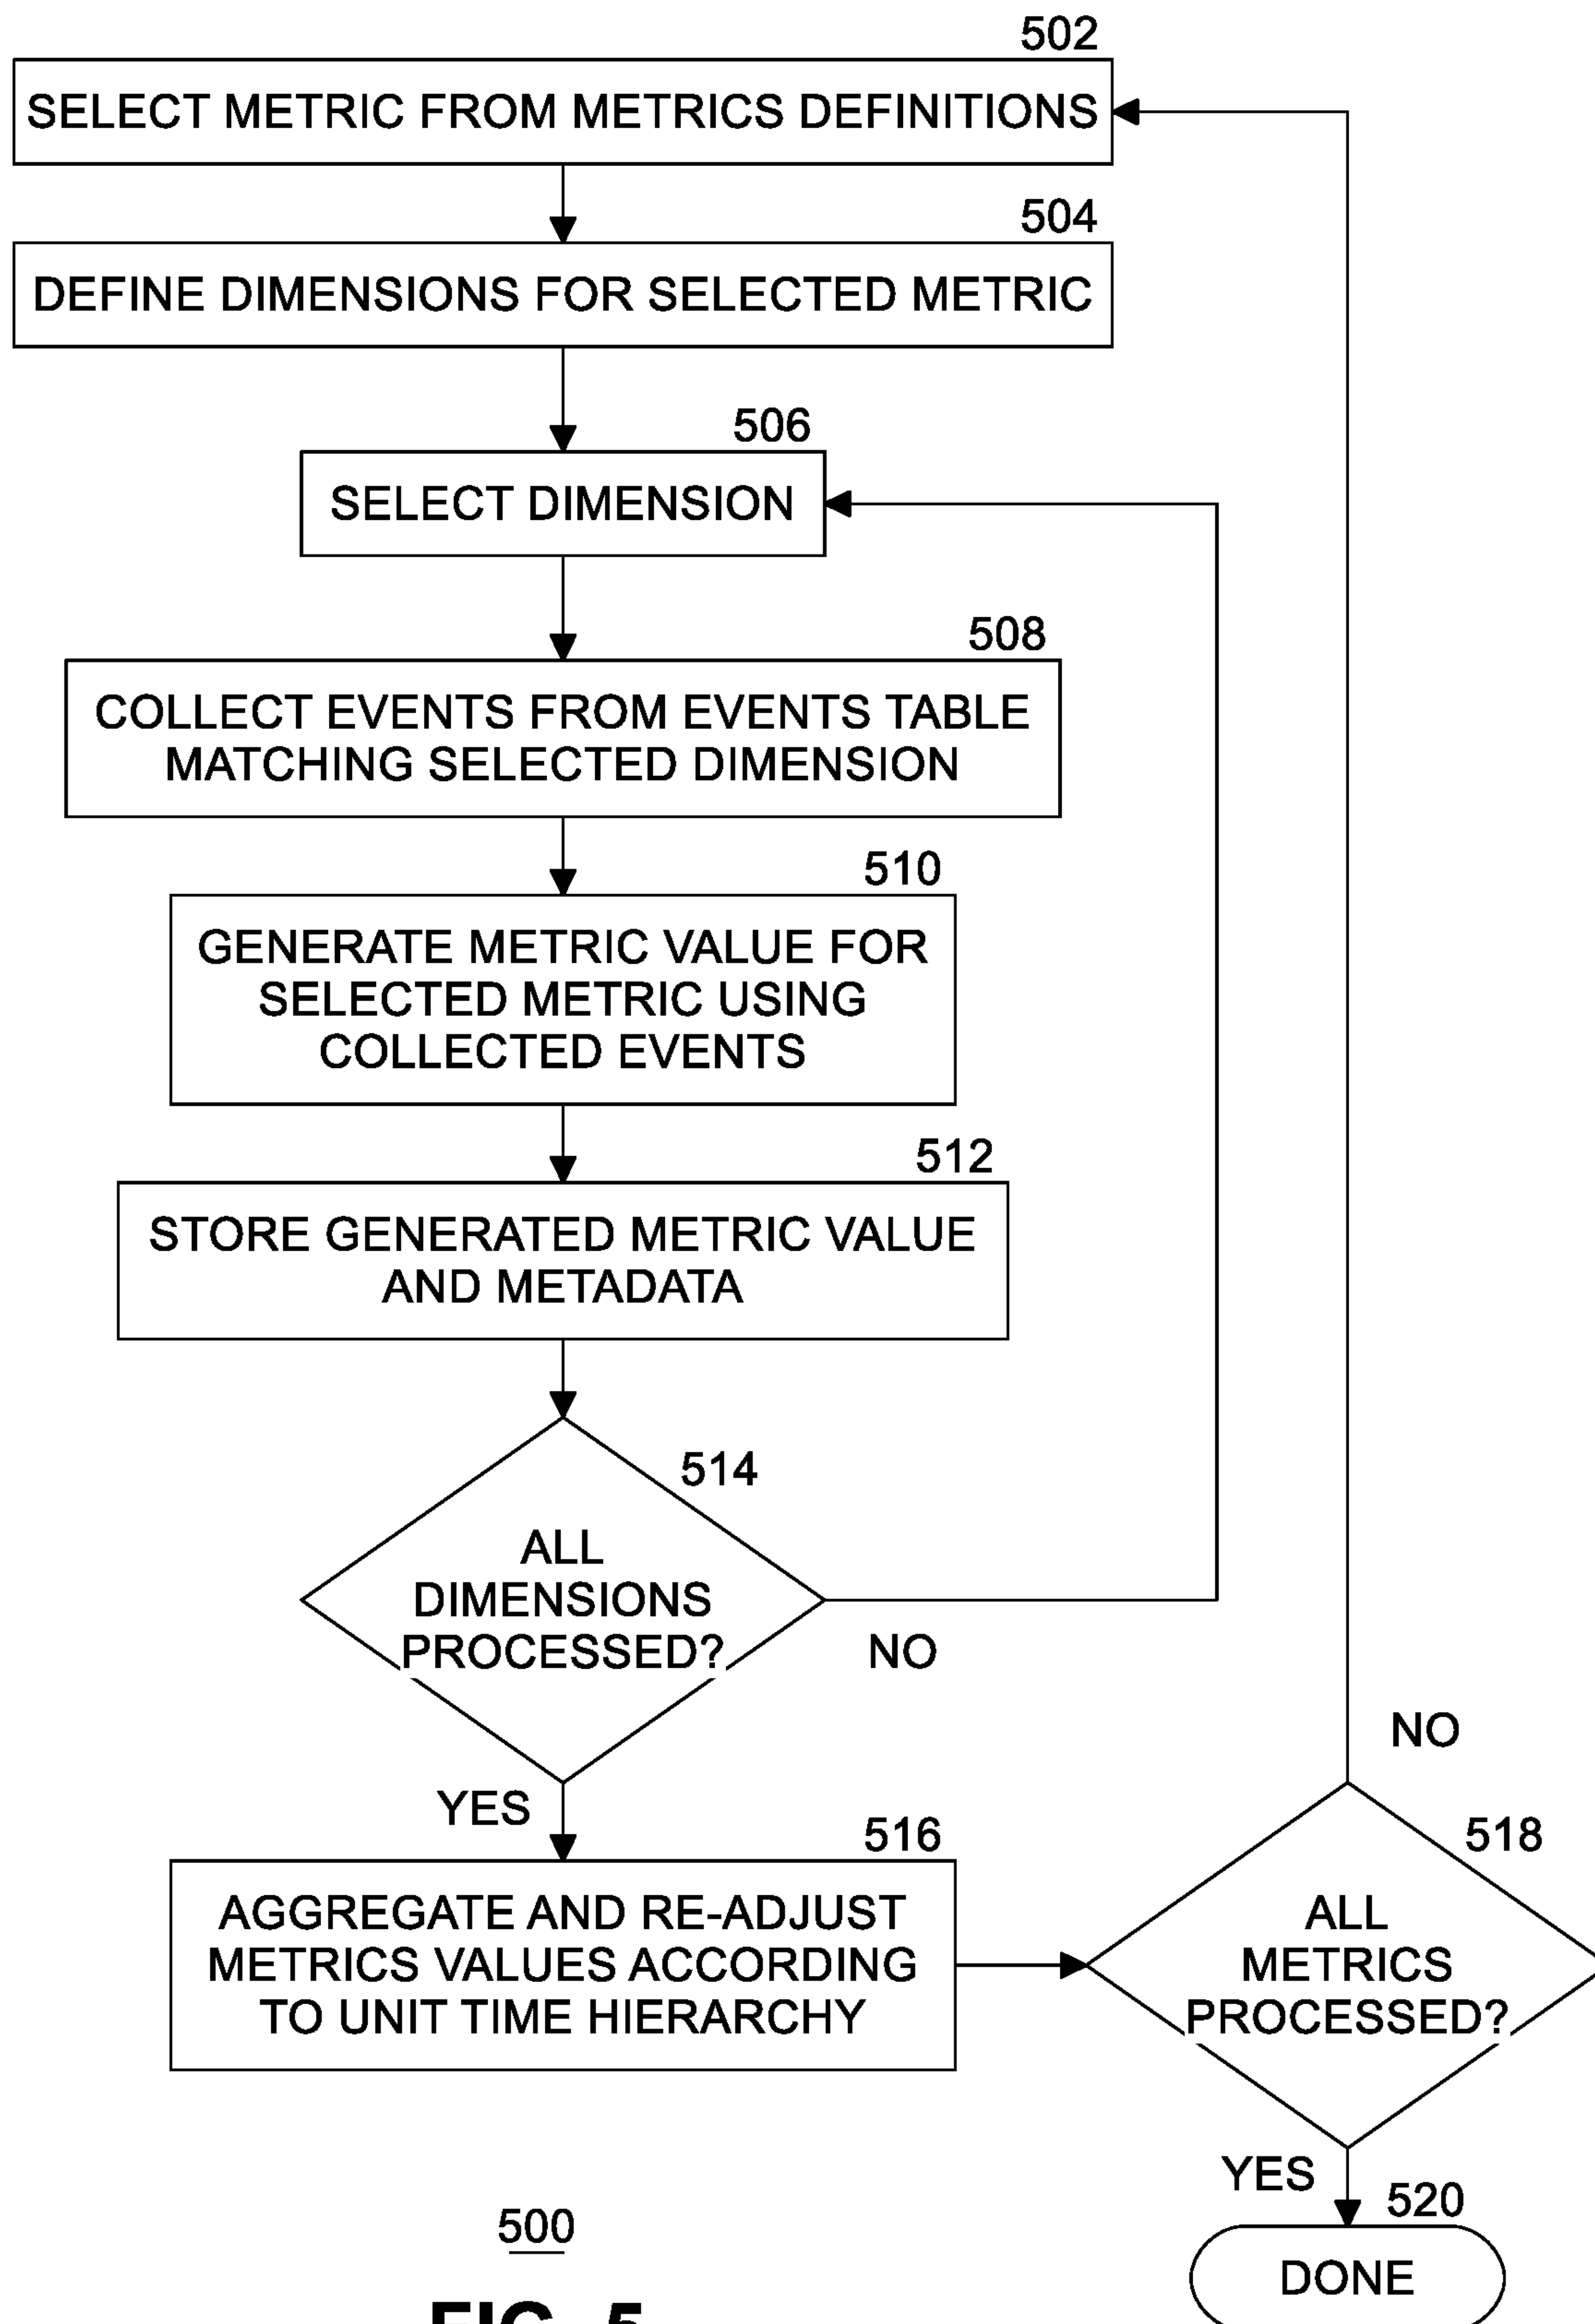 502
SELECT METRIC FROM METRICS DEFINITIONS
504
DEFINE DIMENSIONS FOR SELECTED METRIC
506
SELECT DIMENSION
508
COLLECT EVENTS FROM EVENTS TABLE
MATCHING SELECTED DIMENSION
510
GENERATE METRIC VALUE FOR
SELECTED METRIC USING
COLLECTED EVENTS
512
STORE GENERATED METRIC VALUE
AND METADATA
514
ALL
DIMENSIONS
PROCESSED?
NO
YES
516
AGGREGATE AND RE-ADJUST
METRICS VALUES ACCORDING
TO UNIT TIME HIERARCHY
NO
518
ALL
METRICS
PROCESSED?
YES
520
DONE
500
FIG. 5